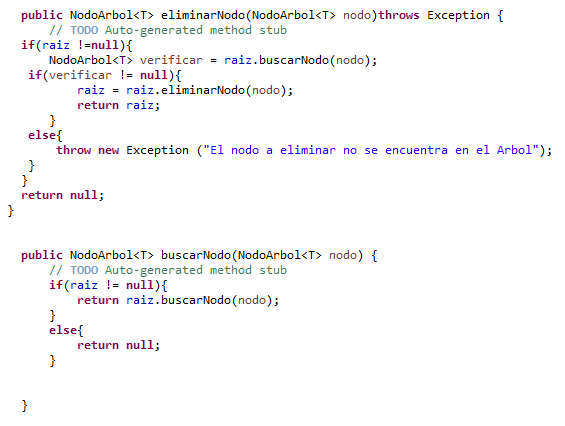 public NodoArbol<T> eliminarNodo(NodoArbol<T> nodo)throws Exception {
// TODO Auto-generated method stub
if(raiz !=null){
NodoArbol<T> verificar = raiz.buscarNodo(nodo);
if(verificar != null){
raiz = raiz.eliminarNodo(nodo);
return raiz;
}
else{
throw new Exception ("El nodo a eliminar no se encuentra en el Arbol");
}
}
return null;
}
public NodoArbol<T> buscarNodo(NodoArbol<T> nodo) {
// TODO Auto-generated method stub
if(raiz != null){
return raiz.buscarNodo(nodo);
}
else{
return null;
}
}